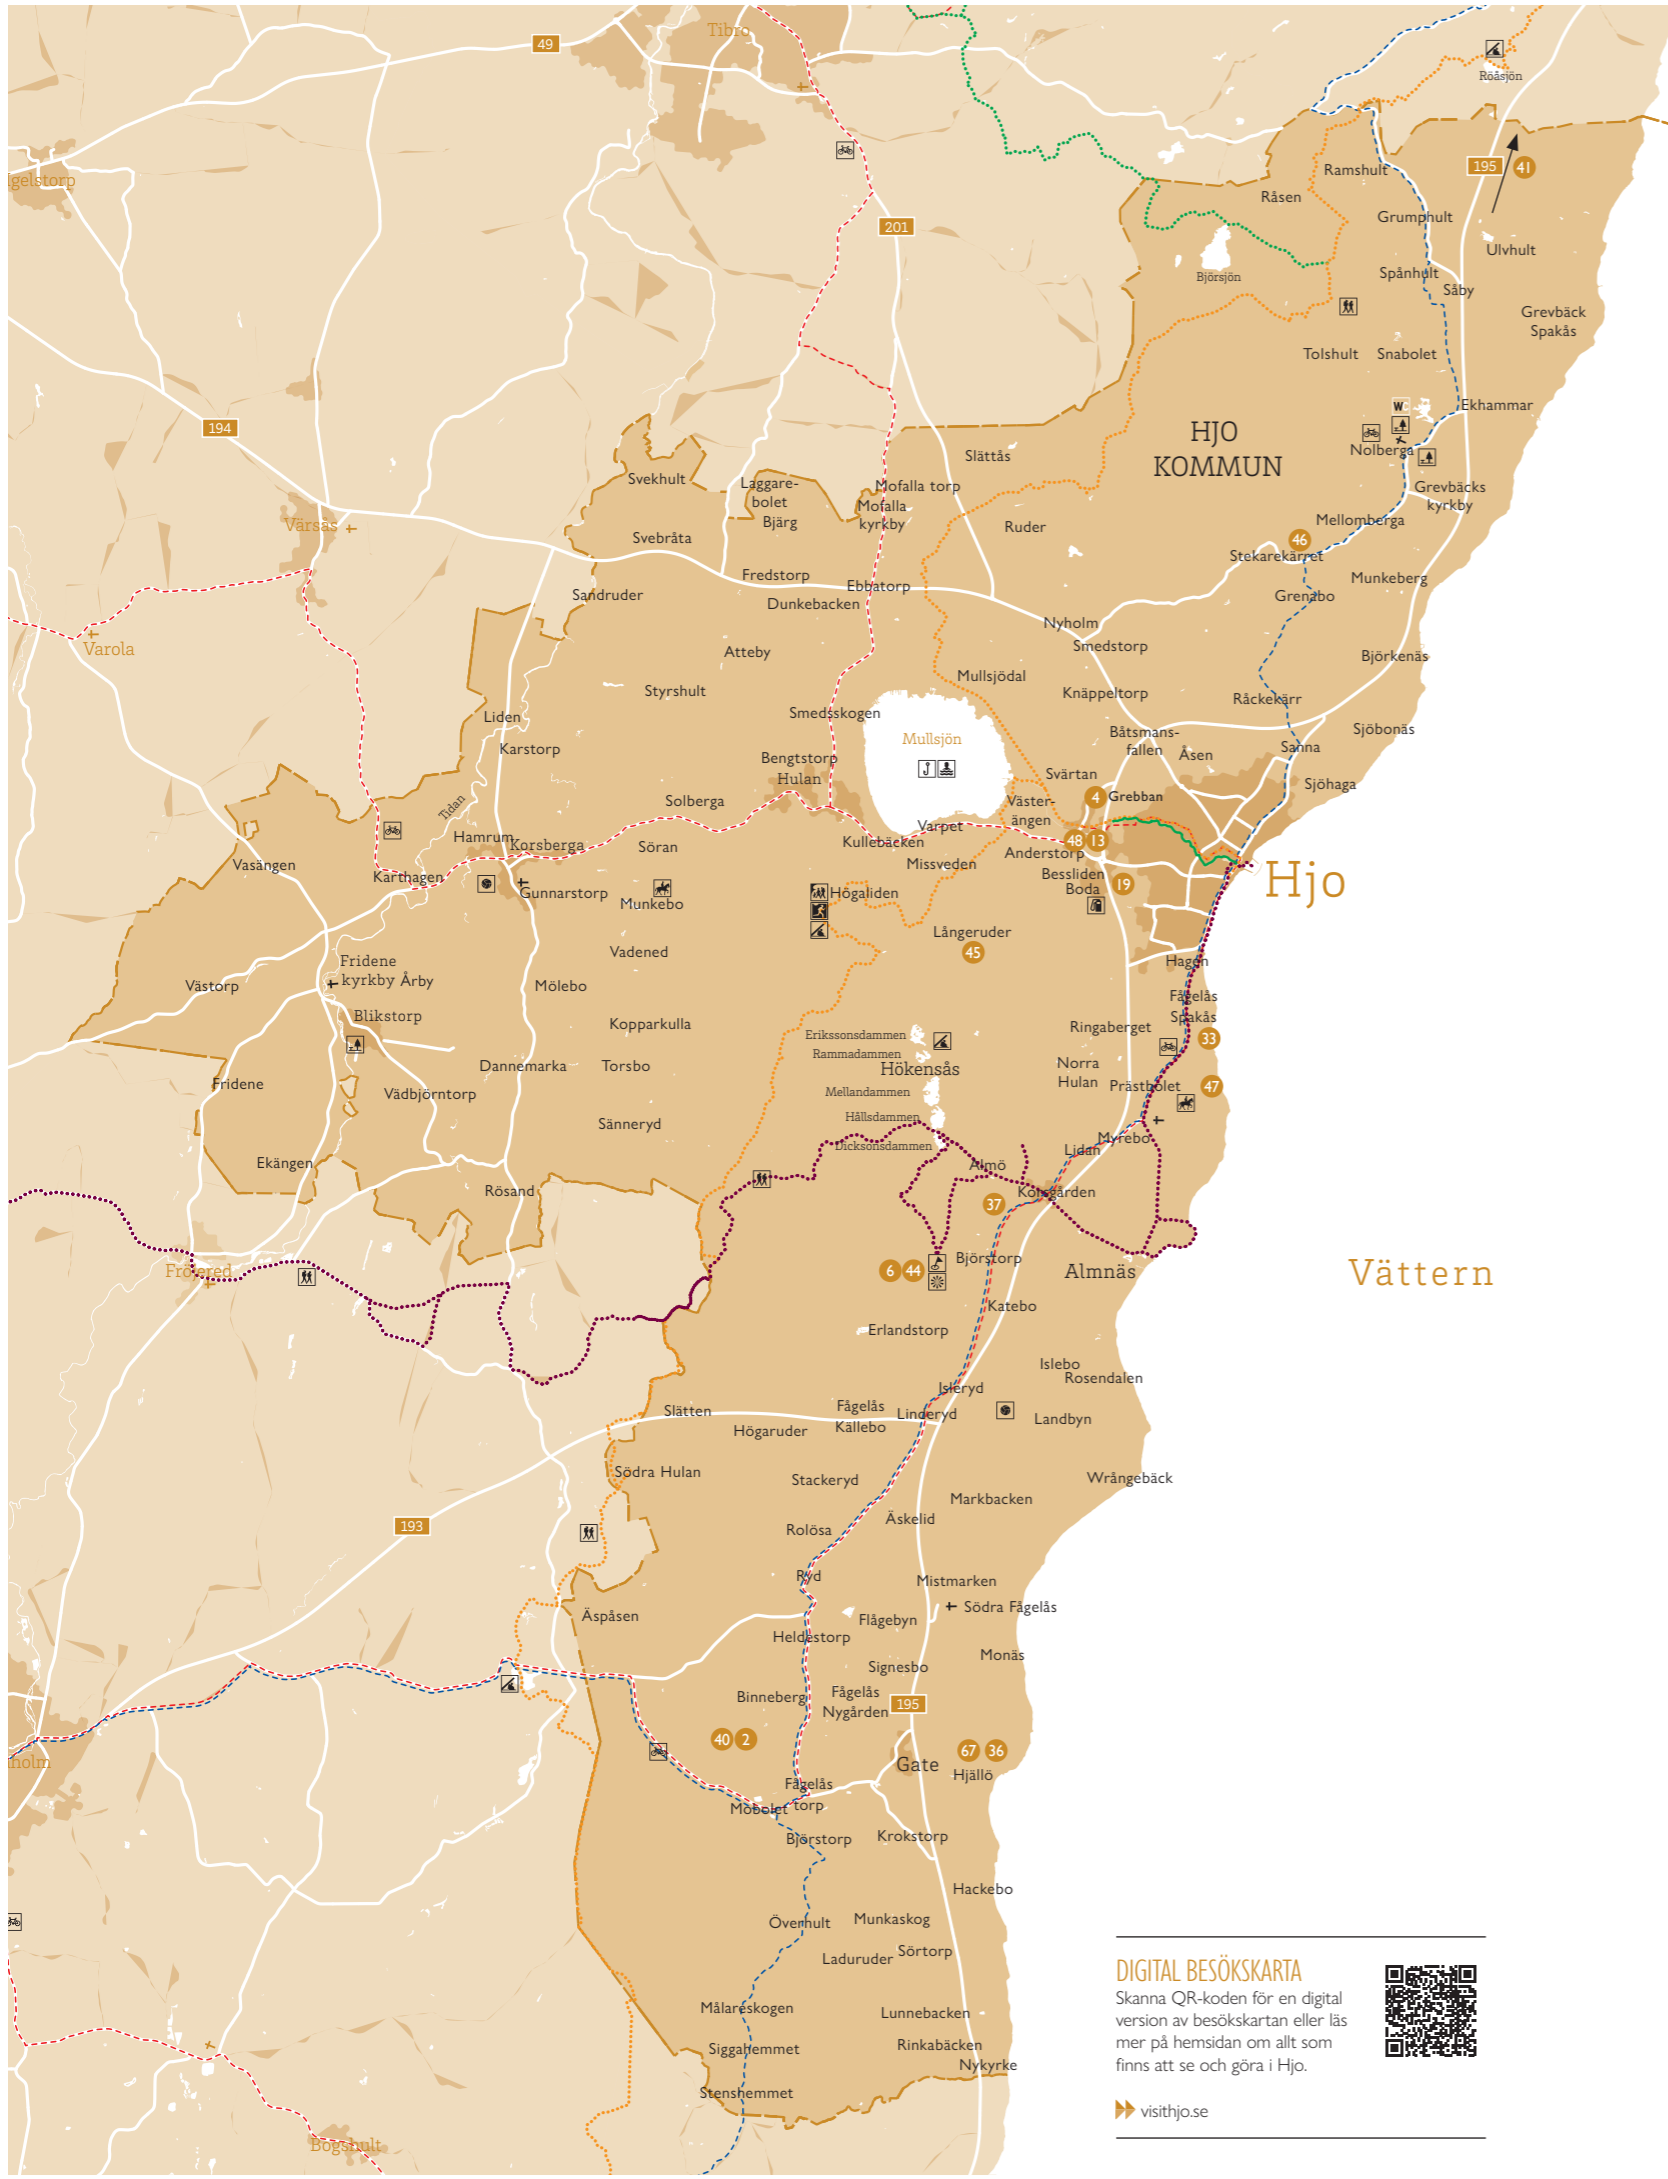 Tibro
49
Röåsjön
gelstorp
Ramshult
195
41
Råsen
Grumphult
201
Ulvhult
Björsjön
Spånhult
Såby
Grevbäck
Spakås
Tolshult
Snabolet
WC
Ekhammar
194
HJO
KOMMUN
Nolberga
Slättås
Svekhult
Laggare-
bolet
Bjärg
Mofalla torp
Mofalla
kyrkby
Grevbäcks
kyrkby
Värsås
Ruder
Mellomberga
46
Svebråta
Stekarekärret
Fredstorp
Ebbatorp
Munkeberg
Sandruder
Dunkebacken
Grenabo
Nyholm
Varola
Atteby
Smedstorp
Björkenäs
Mullsjödal
Styrshult
Knäppeltorp
Råckekärr
Liden
Smedsskogen
Karstorp
Mullsjön
Båtsmans-
fallen
Åsen
Sjöbonäs
Sanna
Bengtstorp
Hulan
Svärtan
Sjöhaga
Tidan
Solberga
Väster-
ängen
4
Grebban
Varpet
Hamrum
Korsberga
Söran
Kullebäcken
48
13
Anderstorp
Vasängen
Missveden
Karthagen
Bessliden
Boda
19
Hjo
Gunnarstorp
Munkebo
Högaliden
Långeruder
45
Vadened
Fridene
kyrkby
Årby
Hagen
Västorp
Mölebo
Fågelås
Spakås
33
Blikstorp
Kopparkulla
Ringaberget
Erikssonsdammen
Rammadammen
Hökensås
Dannemarka
Torsbo
Norra
Hulan
Prästbolet
47
Fridene
Vädbjörntorp
Mellandammen
Hållsdammen
Sänneryd
Dicksonsdammen
Myrebo
Lidan
Ekängen
Almö
Rösand
Korsgården
37
Fröjered
6
44
Björstorp
Almnäs
Vättern
Katebo
Erlandstorp
Islebo
Rosendalen
Isleryd
Slätten
Fågelås
Källebo
Linderyd
Högaruder
Landbyn
Södra Hulan
Stackeryd
Wrångebäck
Markbacken
193
Äskelid
Rolösa
Ryd
Mistmarken
Södra Fågelås
Äspåsen
Flågebyn
Heldestorp
Monäs
Signesbo
Binneberg
Fågelås
Nygården
195
40
2
67
36
Gate
Hjällö
holm
Fågelås
torp
Mobolet
Björstorp
Krokstorp
Hackebo
Överhult
Munkaskog
Laduruder
Sörtorp
Målareskogen
Lunnebacken
Siggahemmet
Rinkabäcken
Nykyrke
Stenshemmet
Bogshult
DIGITAL BESÖKSKARTA
Skanna QR-koden för en digital
version av besökskartan eller läs
mer på hemsidan om allt som
finns att se och göra i Hjo.
visithjo.se